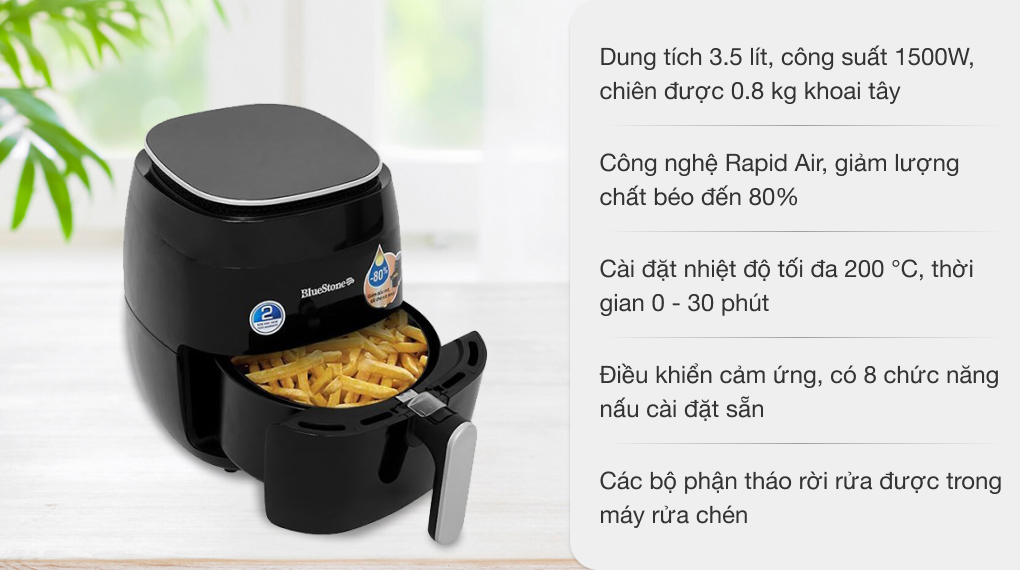 Dung tích 3.5 lít, công suất 1500W,
chiên được 0.8 kg khoai tây
Công nghệ Rapid Air, giảm lượng
chất béo đến 80%
Cài đặt nhiệt độ tối đa 200 °C, thời
gian 0 - 30 phút
Điều khiển cảm ứng, có 8 chức năng
nấu cài đặt sẵn
Các bộ phận tháo rời rửa được trong
máy rửa chén
-80%
BlueStone
2